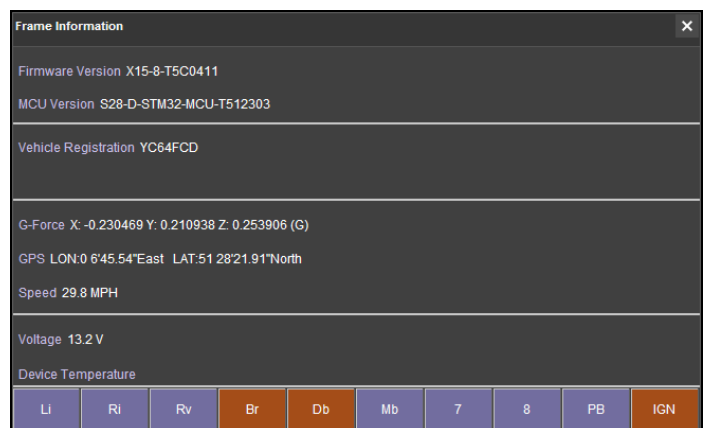 Frame Information ×
Firmware Version X15-8-T5C0411
MCU Version S28-D-STM32-MCU-T512303
Vehicle Registration YC64FCD
G-Force X: -0.230469 Y: 0.210938 Z: 0.253906 (G)
GPS LON:0 6'45.54"East LAT:51 28'21.91"North
Speed 29.8 MPH
Voltage 13.2 V
Device Temperature
Li Ri Rv Br Db Mb 7 8 PB IGN